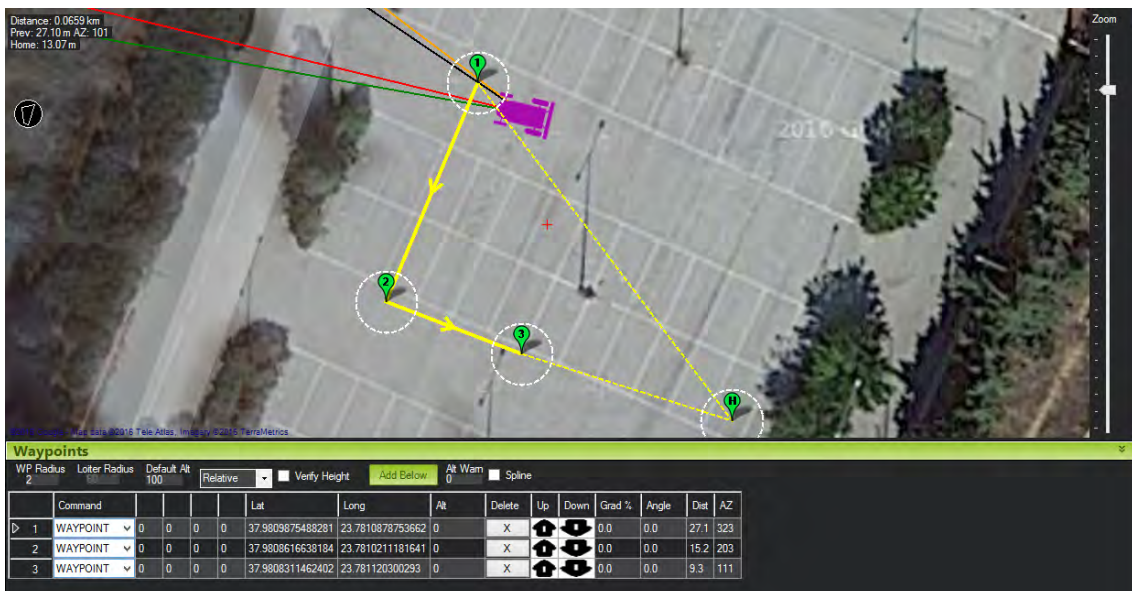 Distance: 0.0659 km
Prev: 27.10 m AZ: 101
Home: 13.07 m
Zoom
1
2
3
H
Waypoints
WP Radius Loiter Radius Default Alt Alt Warn
2 100 Relative Verify Height Add Below 0 Spline
Command Lat Long Alt Delete Up Down Grad % Angle Dist AZ
1 WAYPOINT 0 0 0 0 37.9809875488281 23.7810878753662 0 X 0.0 0.0 27.1 323
2 WAYPOINT 0 0 0 0 37.9808616638184 23.7810211181641 0 X 0.0 0.0 15.2 203
3 WAYPOINT 0 0 0 0 37.9808311462402 23.781120300293 0 X 0.0 0.0 9.3 111